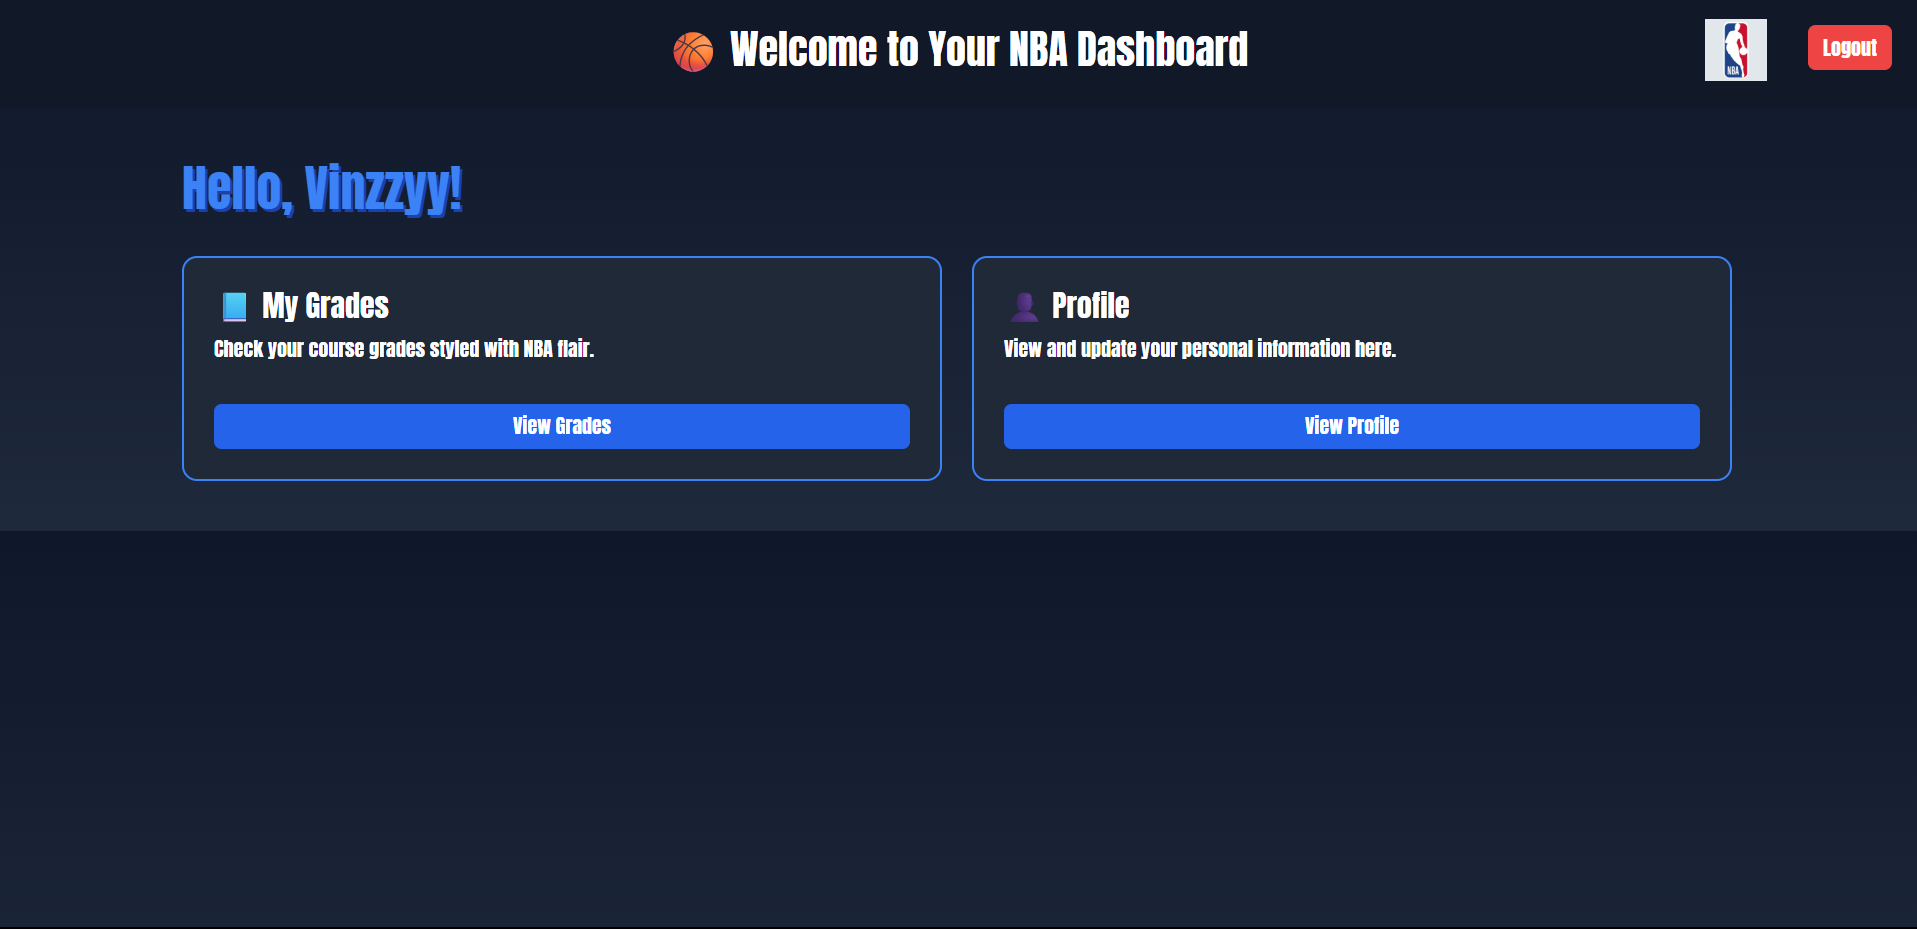 Welcome to Your NBA Dashboard
NBA
Logout
Hello, Vinzzyy!
My Grades
Check your course grades styled with NBA flair.
View Grades
Profile
View and update your personal information here.
View Profile